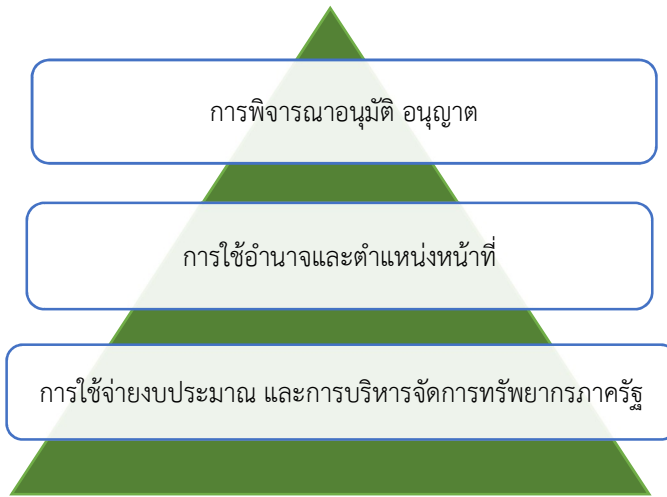 การพิจารณาอนุมัติ อนุญาต
การใช้อำนาจและตำแหน่งหน้าที่
การใช้จ่ายงบประมาณ และการบริหารจัดการทรัพยากรภาครัฐ